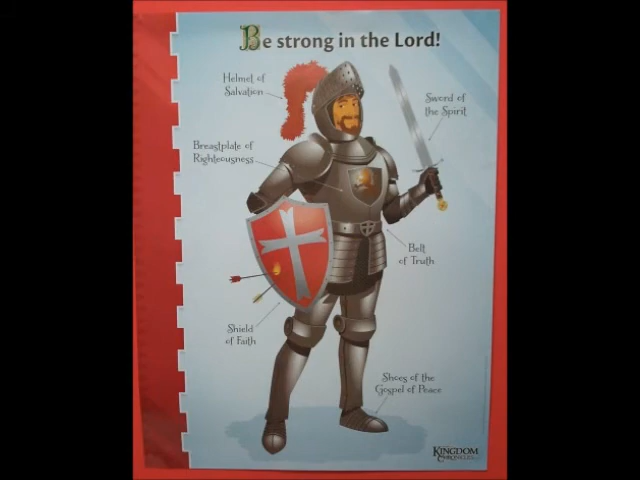 Be strong in the Lord!
Helmet of
Salvation
Sword of
the Spirit
Breastplate of
Righteousness
Belt
of Truth
Shield
of Faith
Shoes of the
Gospel of Peace
KINGDOM
CHRONICLES